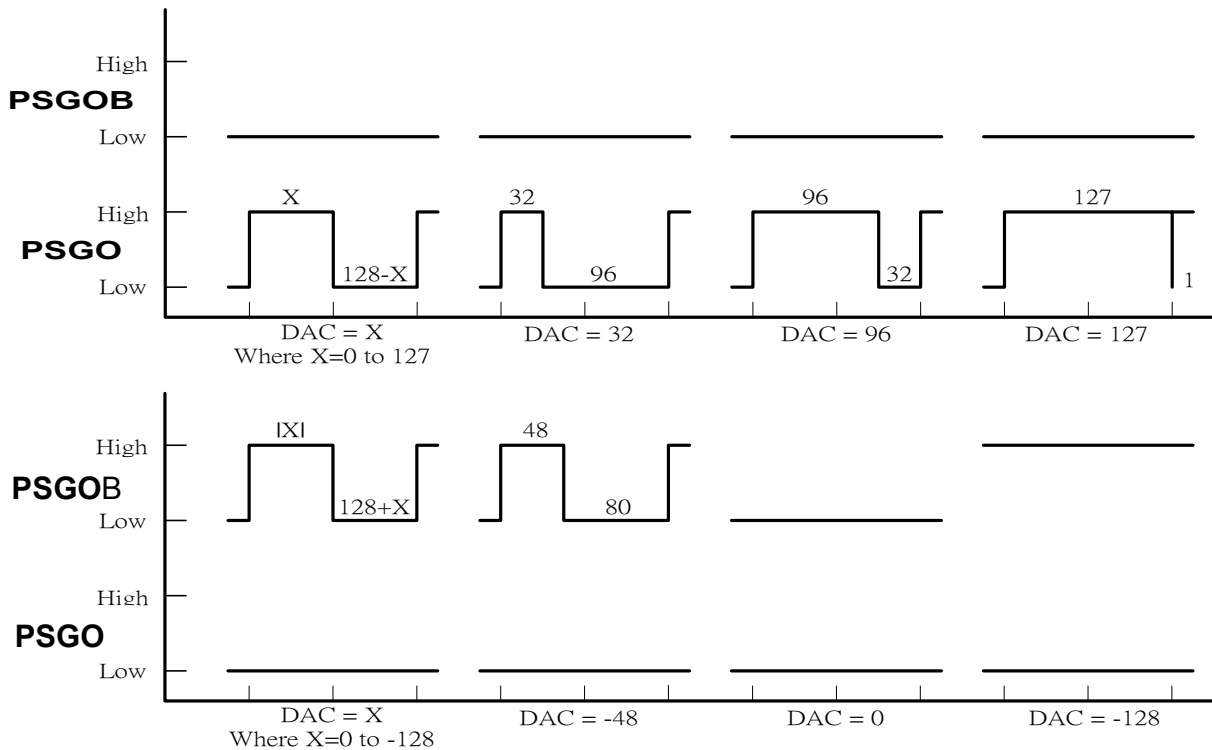 High
PSGOB
Low
X
32
96
127
High
PSGO
128-X
96
32
1
Low
DAC = X
Where X=0 to 127
DAC = 32
DAC = 96
DAC = 127
|X|
48
High
PSGOB
128+X
80
Low
High
PSGO
Low
DAC = X
Where X=0 to -128
DAC = -48
DAC = 0
DAC = -128